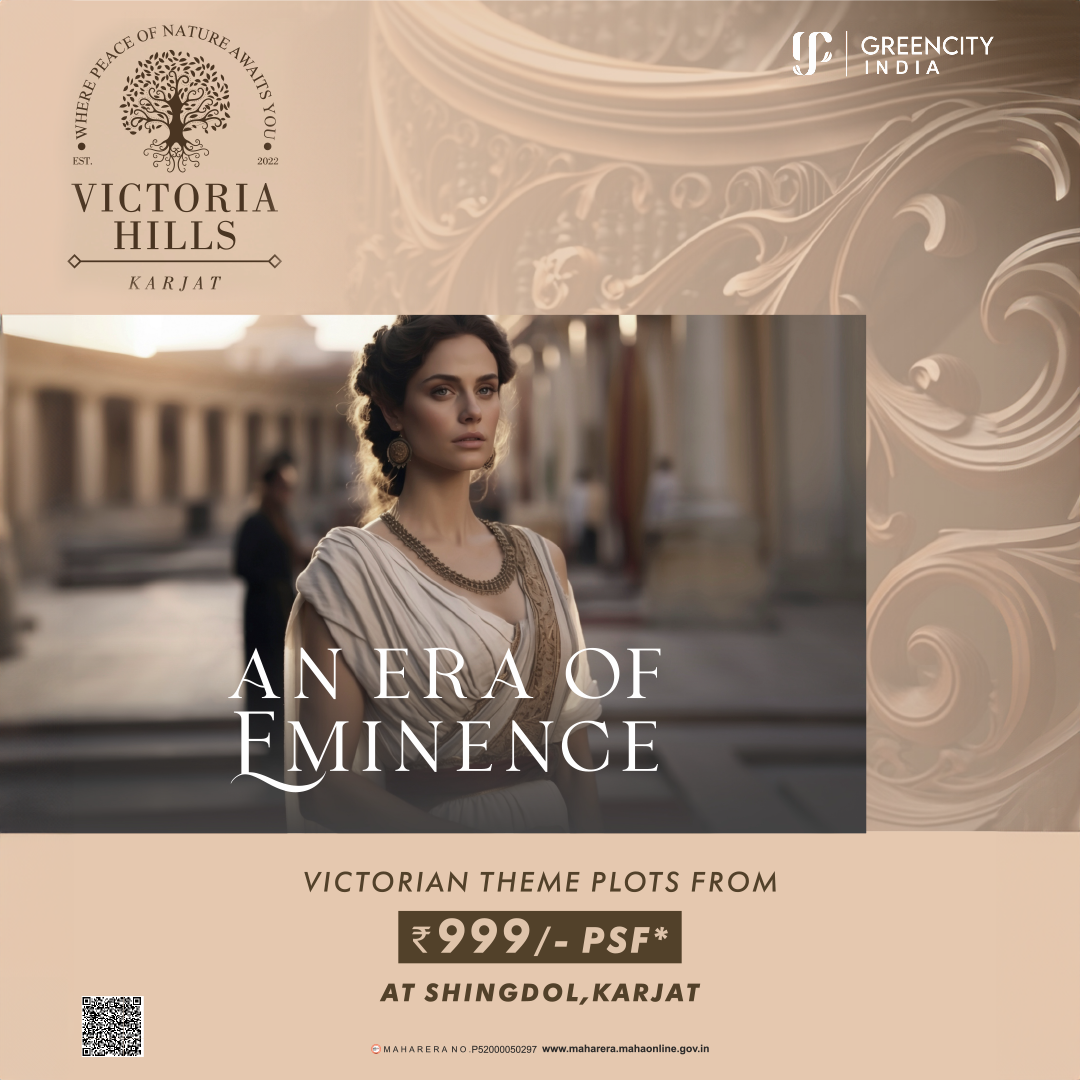 WHERE PEACE OF NATURE AWAITS YOU
EST. 2022
VICTORIA
HILLS
KARJAT
GREENCITY
INDIA
AN ERA OF
EMINENCE
VICTORIAN THEME PLOTS FROM
₹999/- PSF*
AT SHINGDOL,KARJAT
MAHARERA NO.P52000050297 www.maharera.mahaonline.gov.in